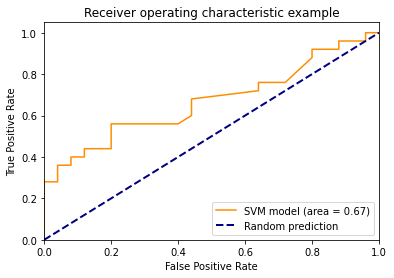 Receiver operating characteristic example
True Positive Rate
1.0
0.8
0.6
0.4
0.2
0.0
SVM model (area = 0.67)
Random prediction
0.0 0.2 0.4 0.6 0.8 1.0
False Positive Rate